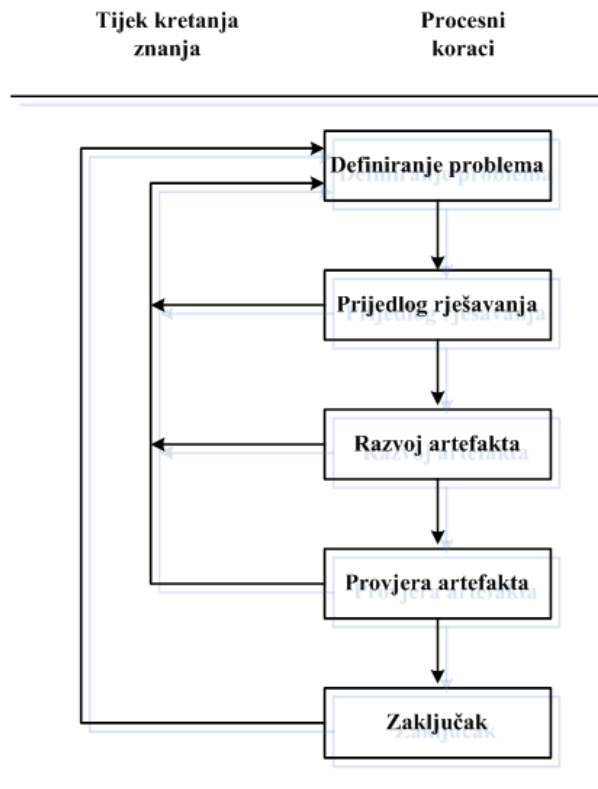 Tijek kretanja
znanja
Procesni
koraci
Definiranje problema
Prijedlog rješavanja
Razvoj artefakta
Provjera artefakta
Zaključak